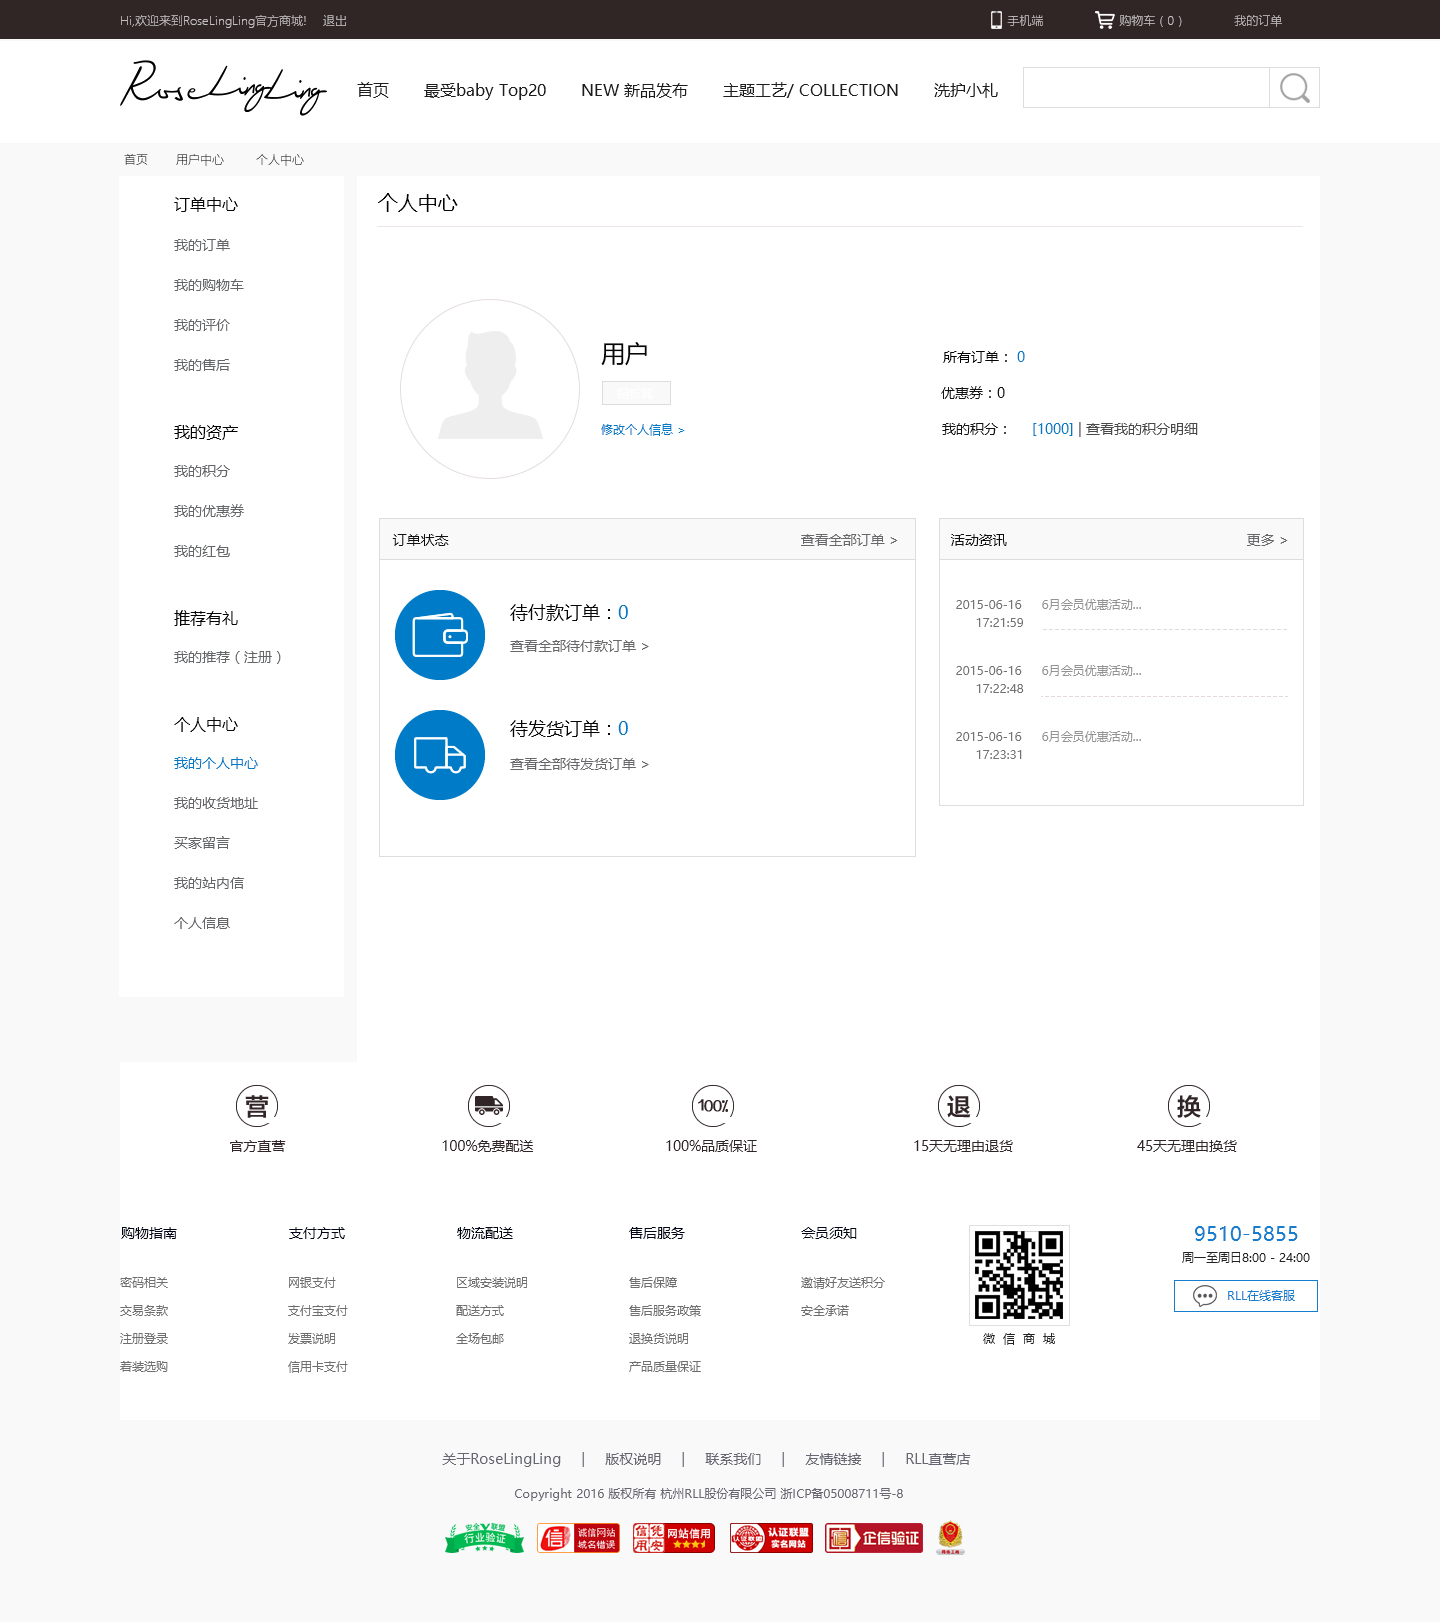 Hi,欢迎来到RoseLingLing官方商城! 退出
手机端 购物车 ( 0 ) 我的订单
RoseLingLing 首页 最受baby Top20 NEW 新品发布 主题工艺/ COLLECTION 洗护小礼
首页 用户中心 个人中心
订单中心
我的订单
我的购物车
我的评价
我的售后
我的资产
我的积分
我的优惠券
我的红包
推荐有礼
我的推荐 ( 注册 )
个人中心
我的个人中心
我的收货地址
买家留言
我的站内信
个人信息
个人中心
用户
修改个人信息 >
所有订单： 0
优惠券：0
我的积分： [1000] | 查看我的积分明细
订单状态 查看全部订单 >
待付款订单：0
查看全部待付款订单 >
待发货订单：0
查看全部待发货订单 >
活动资讯 更多 >
2015-06-16 6月会员优惠活动...
17:21:59
2015-06-16 6月会员优惠活动...
17:22:48
2015-06-16 6月会员优惠活动...
17:23:31
营 100% 退 换
官方直营 100%免费配送 100%品质保证 15天无理由退货 45天无理由换货
购物指南
密码相关
交易条款
注册登录
着装选购
支付方式
网银支付
支付宝支付
发票说明
信用卡支付
物流配送
区域安装说明
配送方式
全场包邮
售后服务
售后保障
售后服务政策
退换货说明
产品质量保证
会员须知
邀请好友送积分
安全承诺
微 信 商 城
9510-5855
周一至周日8:00 - 24:00
RLL在线客服
关于RoseLingLing | 版权说明 | 联系我们 | 友情链接 | RLL直营店
Copyright 2016 版权所有 杭州RLL股份有限公司 浙ICP备05008711号-8
安全联盟
行业验证
信 诚信网站
域名错误
信凭用安 网站信用
认证联盟
实名网站
信 企信验证